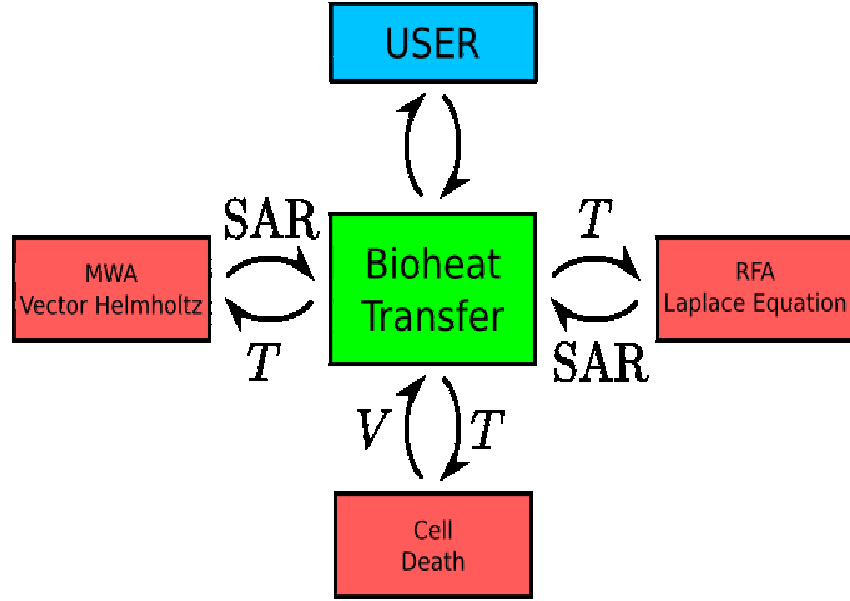 USER
SAR
T
MWA
Vector Helmholtz
Bioheat
Transfer
RFA
Laplace Equation
T
SAR
V
T
Cell
Death